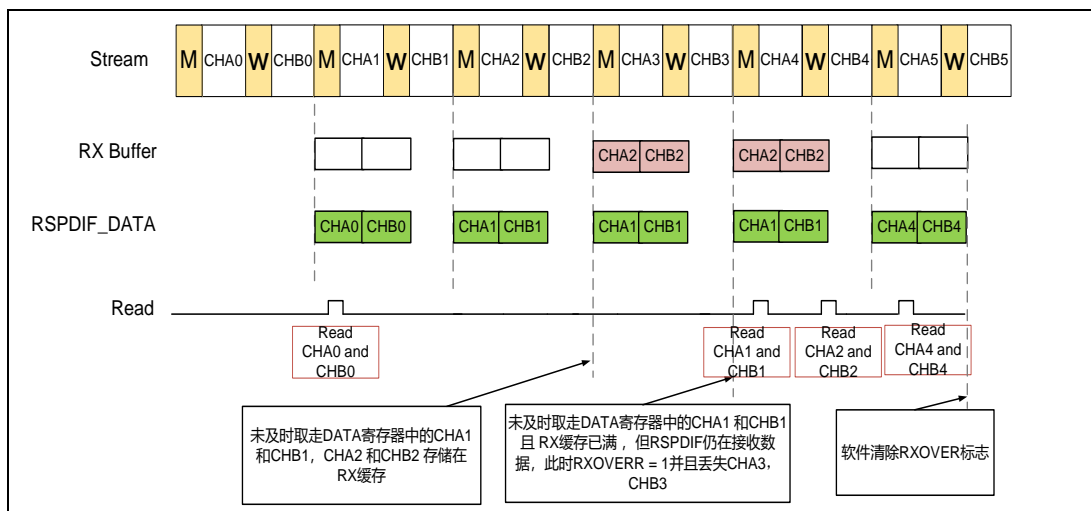 Stream M CHA0 W CHB0 M CHA1 W CHB1 M CHA2 W CHB2 M CHA3 W CHB3 M CHA4 W CHB4 M CHA5 W CHB5
RX Buffer CHA2 CHB2 CHA2 CHB2
RSPDIF_DATA CHA0 CHB0 CHA1 CHB1 CHA1 CHB1 CHA1 CHB1 CHA4 CHB4
Read
Read
CHA0 and
CHB0
Read
CHA1 and
CHB1
Read
CHA2 and
CHB2
Read
CHA4 and
CHB4
未及时取走DATA寄存器中的CHA1
和CHB1，CHA2 和CHB2 存储在
RX缓存
未及时取走DATA寄存器中的CHA1 和CHB1
且 RX缓存已满 ，但RSPDIF仍在接收数
据，此时RXOVERR = 1并且丢失CHA3，
CHB3
软件清除RXOVER标志